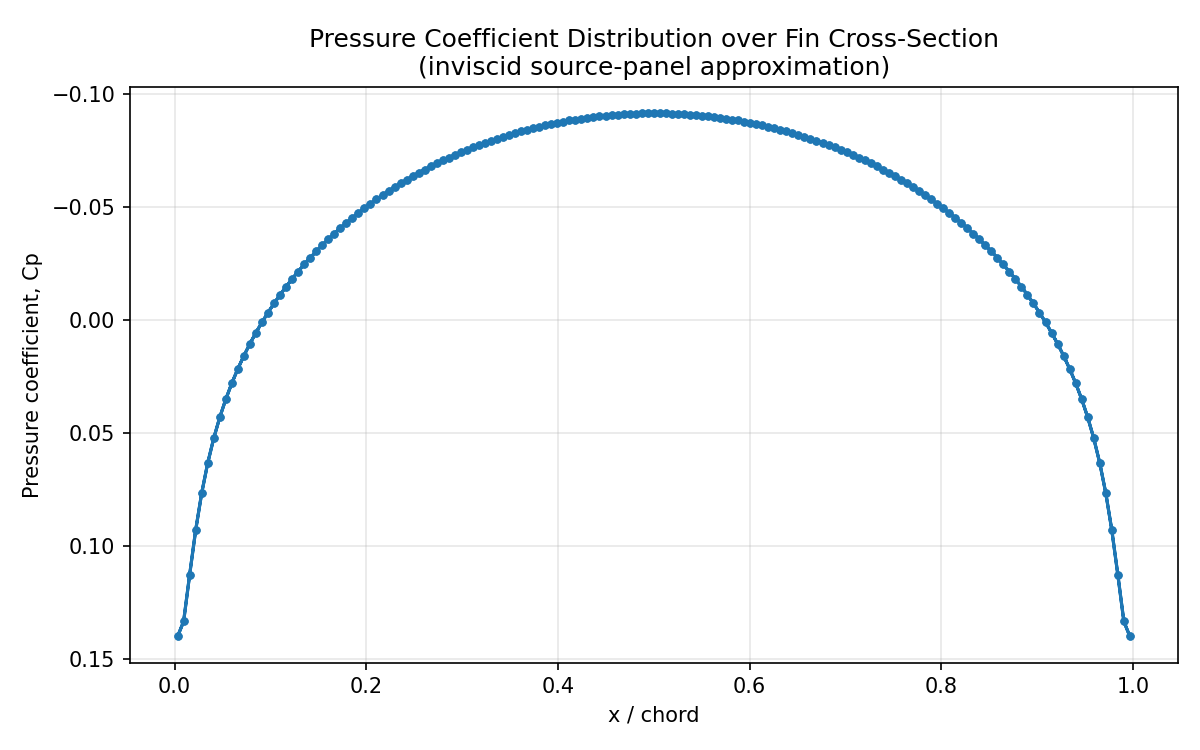 Pressure Coefficient Distribution over Fin Cross-Section
(inviscid source-panel approximation)
−0.10
−0.05
0.00
0.05
0.10
0.15
Pressure coefficient, Cp
0.0 0.2 0.4 0.6 0.8 1.0
x / chord